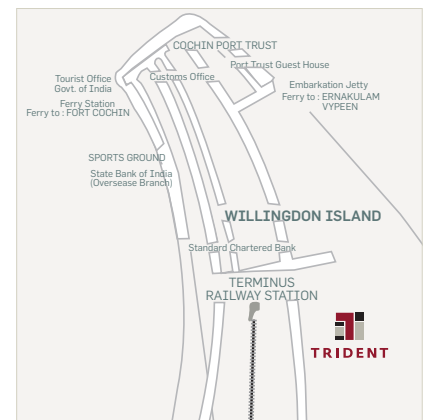 COCHIN PORT TRUST
Port Trust Guest House
Customs Office
Tourist Office
Govt. of India
Embarkation Jetty
Ferry to : ERNAKULAM
VYPEEN
Ferry Station
Ferry to : FORT COCHIN
SPORTS GROUND
State Bank of India
(Oversease Branch)
WILLINGDON ISLAND
Standard Chartered Bank
TERMINUS
RAILWAY STATION
TRIDENT